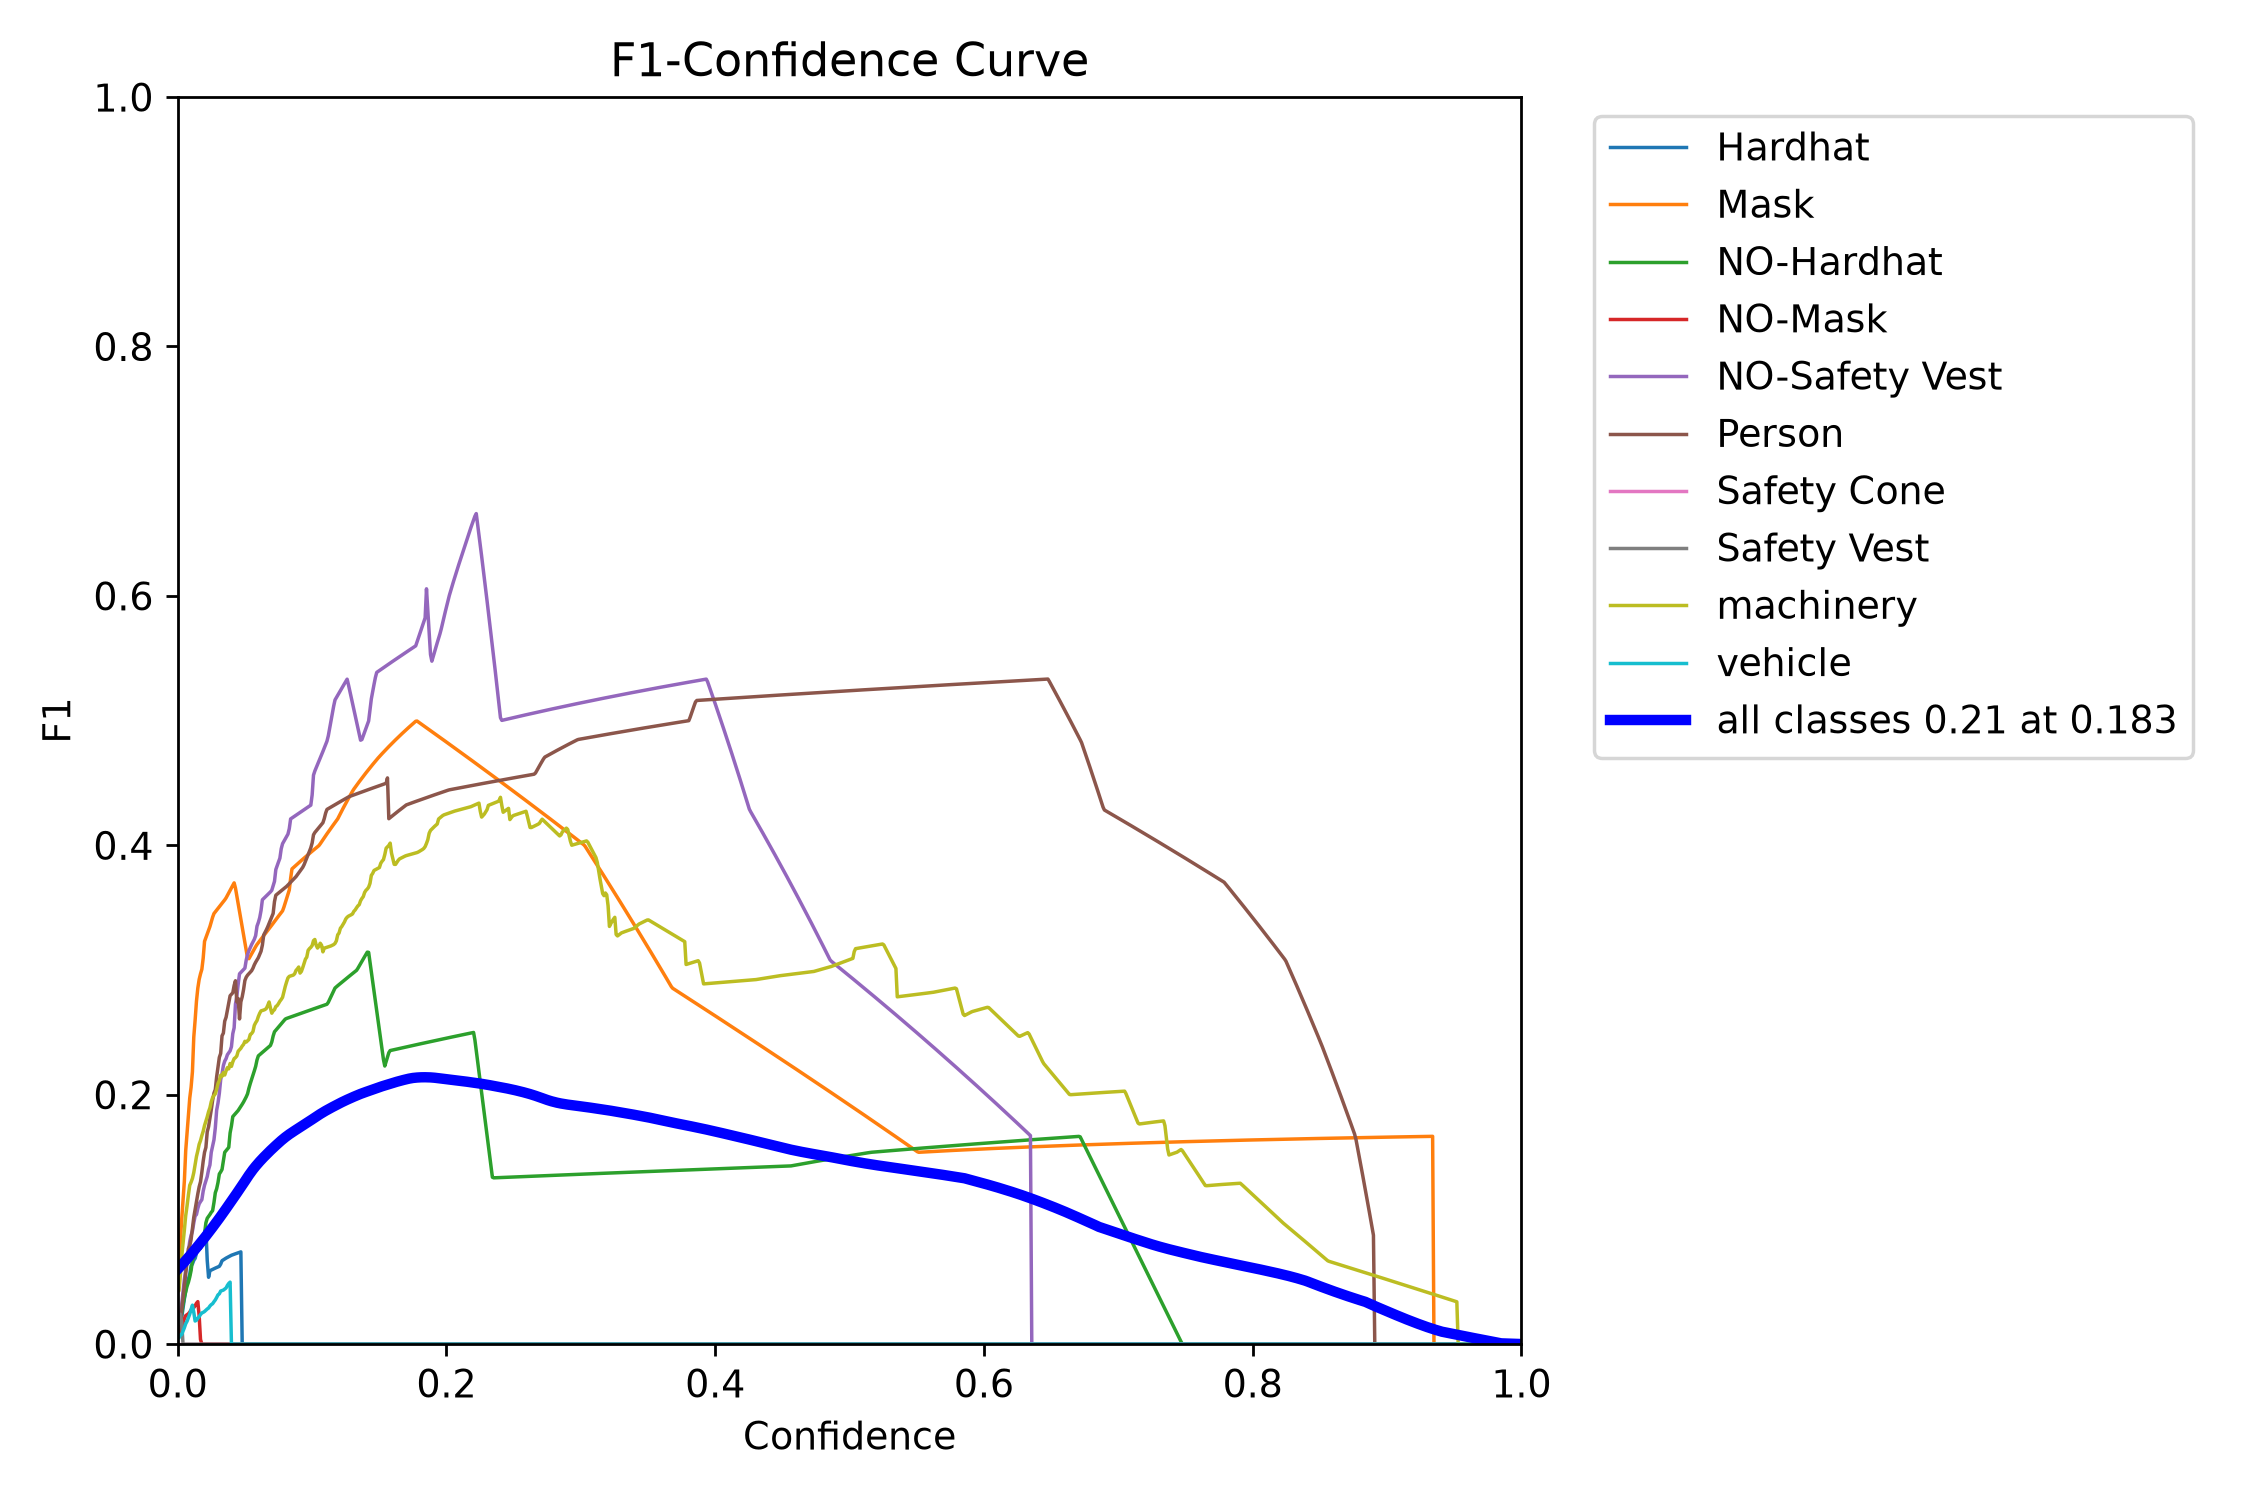 F1-Confidence Curve
1.0
0.8
0.6
0.4
0.2
0.0
F1
0.0 0.2 0.4 0.6 0.8 1.0
Confidence
Hardhat
Mask
NO-Hardhat
NO-Mask
NO-Safety Vest
Person
Safety Cone
Safety Vest
machinery
vehicle
all classes 0.21 at 0.183